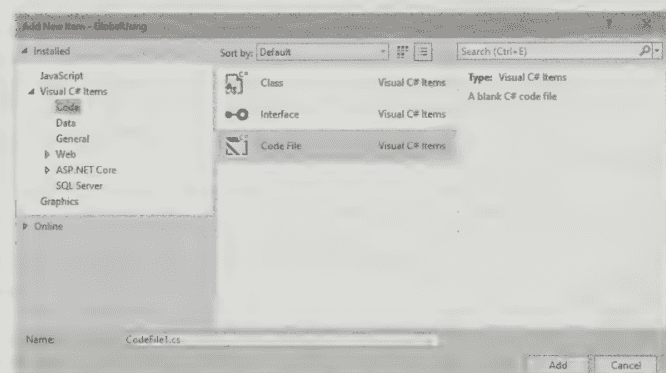 Add New Item - GlobalUsing
? X
Installed
Sort by: Default
Search (Ctrl+E)
JavaScript
Visual C# Items
Code
Data
General
Web
ASP.NET Core
SQL Server
Graphics
Online
C# Class Visual C# Items
Interface Visual C# Items
C# Code File Visual C# Items
Type: Visual C# Items
A blank C# code file
Name: CodeFile1.cs
Add Cancel